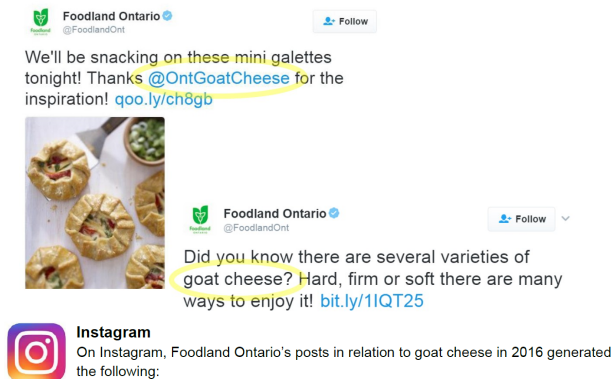 Foodland Ontario
@FoodlandOnt
Follow
We'll be snacking on these mini galettes
tonight! Thanks @OntGoatCheese for the
inspiration! qoo.ly/ch8gb
Foodland Ontario
@FoodlandOnt
Follow
Did you know there are several varieties of
goat cheese? Hard, firm or soft there are many
ways to enjoy it! bit.ly/1IQT25
Instagram
On Instagram, Foodland Ontario's posts in relation to goat cheese in 2016 generated
the following: